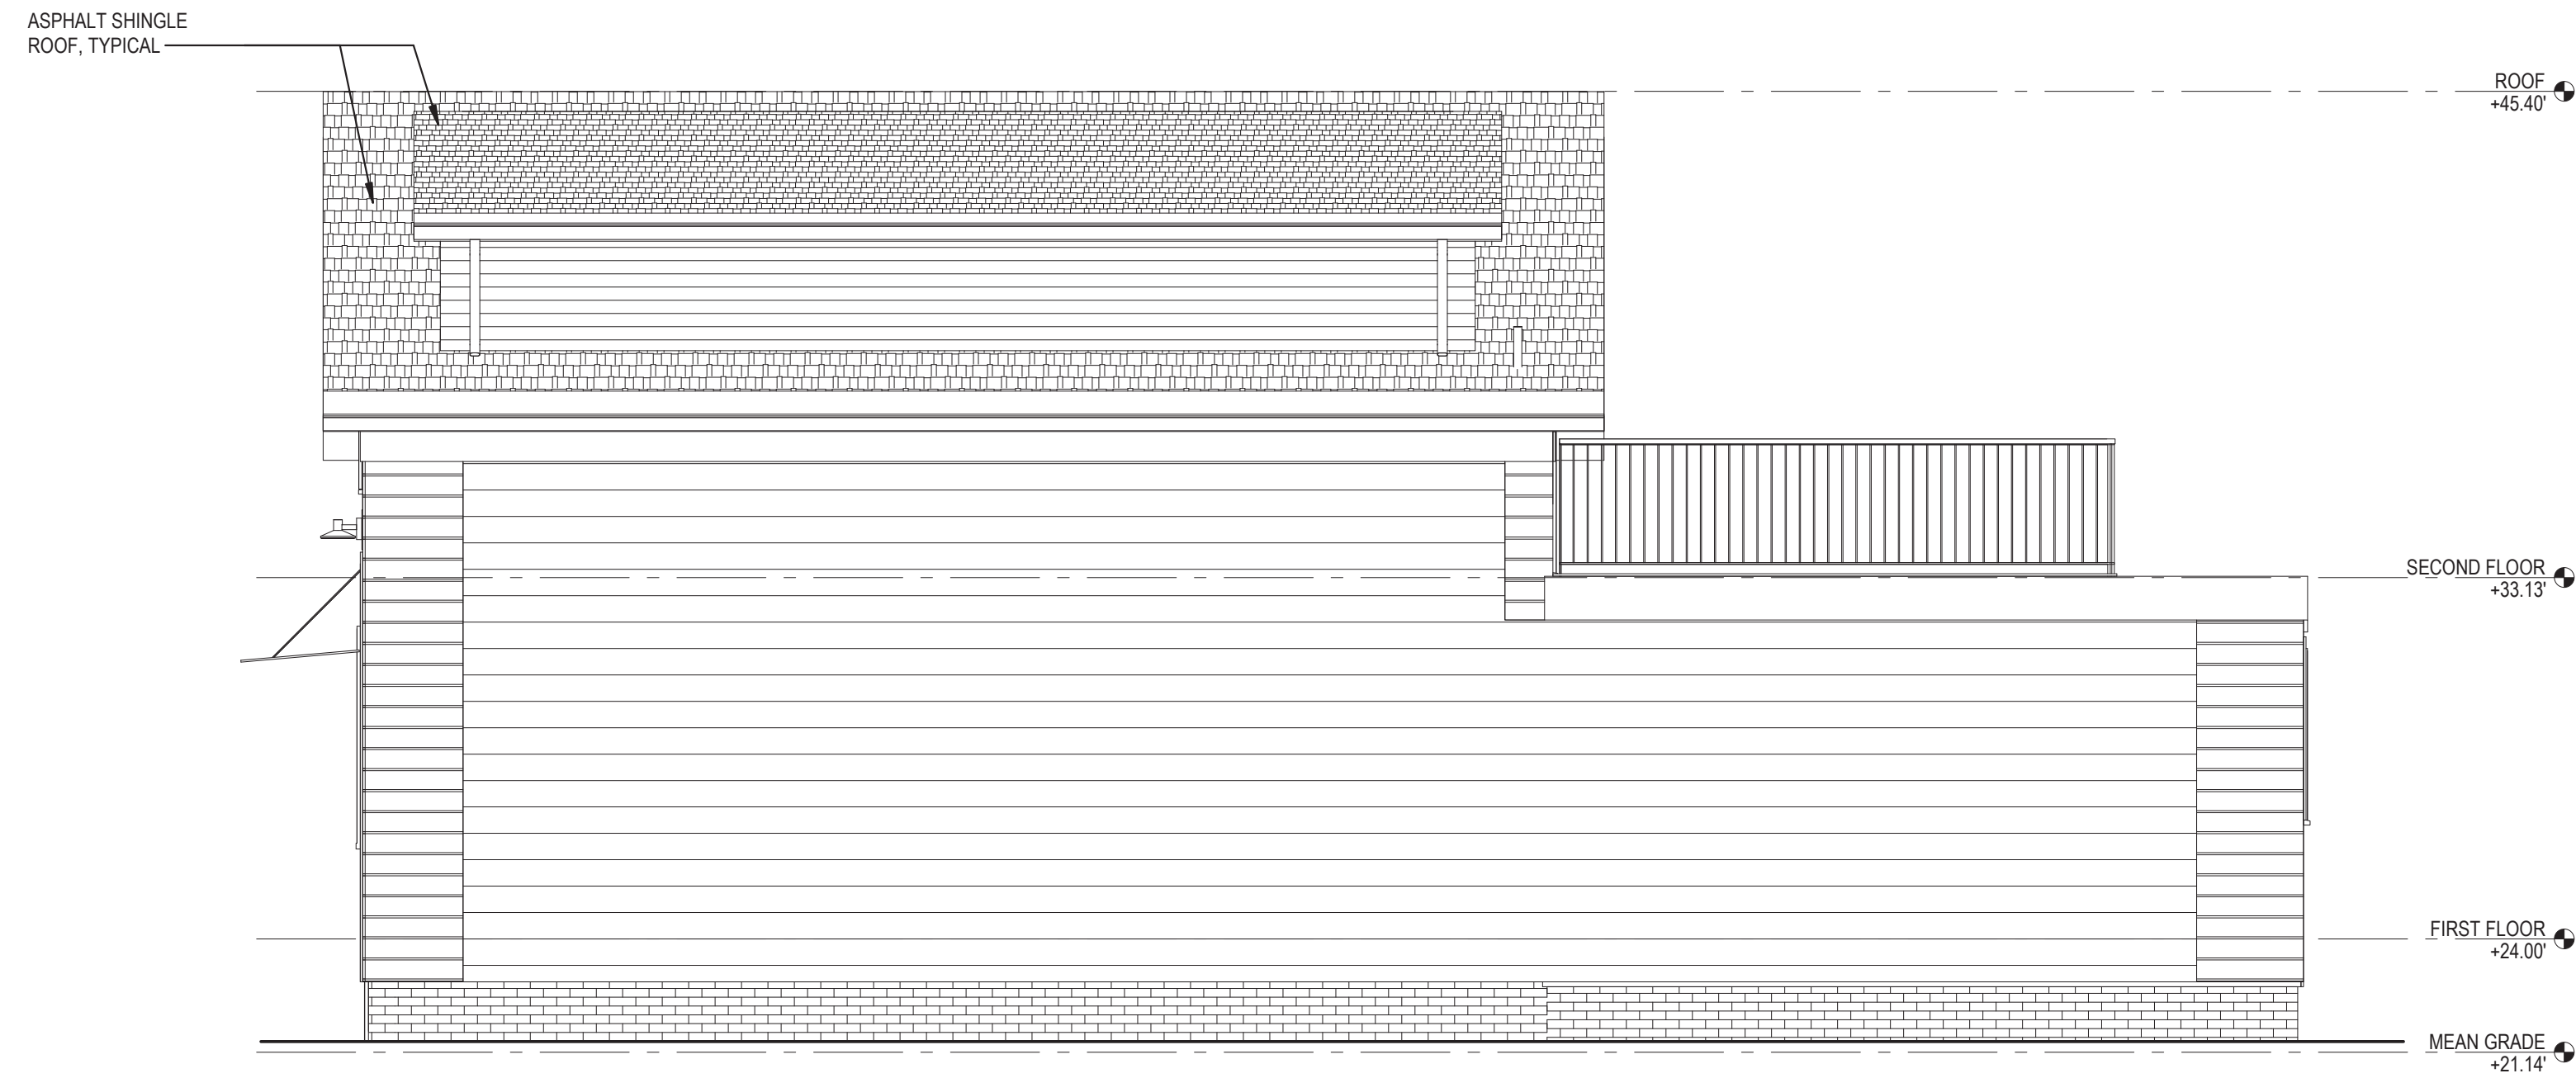 ASPHALT SHINGLE
ROOF, TYPICAL
ROOF
+45.40'
SECOND FLOOR
+33.13'
FIRST FLOOR
+24.00'
MEAN GRADE
+21.14'